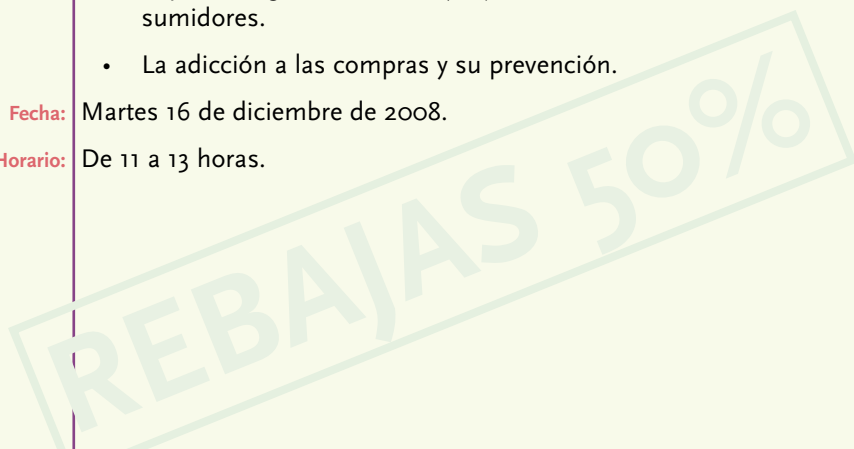 sumidores.
• La adicción a las compras y su prevención.
Fecha: Martes 16 de diciembre de 2008.
Horario: De 11 a 13 horas.
REBAJAS 50%